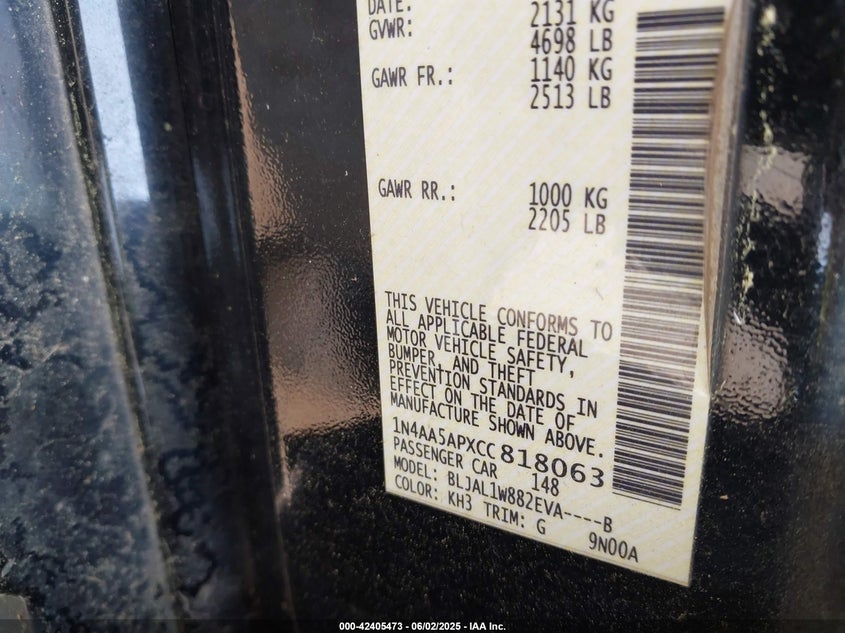 DATE:
GVWR: 2131 KG
4698 LB
GAWR FR.: 1140 KG
2513 LB
GAWR RR.: 1000 KG
2205 LB
THIS VEHICLE CONFORMS TO
ALL APPLICABLE FEDERAL
MOTOR VEHICLE SAFETY,
BUMPER, AND THEFT
PREVENTION STANDARDS IN
EFFECT ON THE DATE OF
MANUFACTURE SHOWN ABOVE.
1N4AA5APXCC818063
PASSENGER CAR 148
MODEL: BLJAL1W882EVA----B
COLOR: KH3 TRIM: G 9N00A
000-42405473 - 06/02/2025 - IAA Inc.